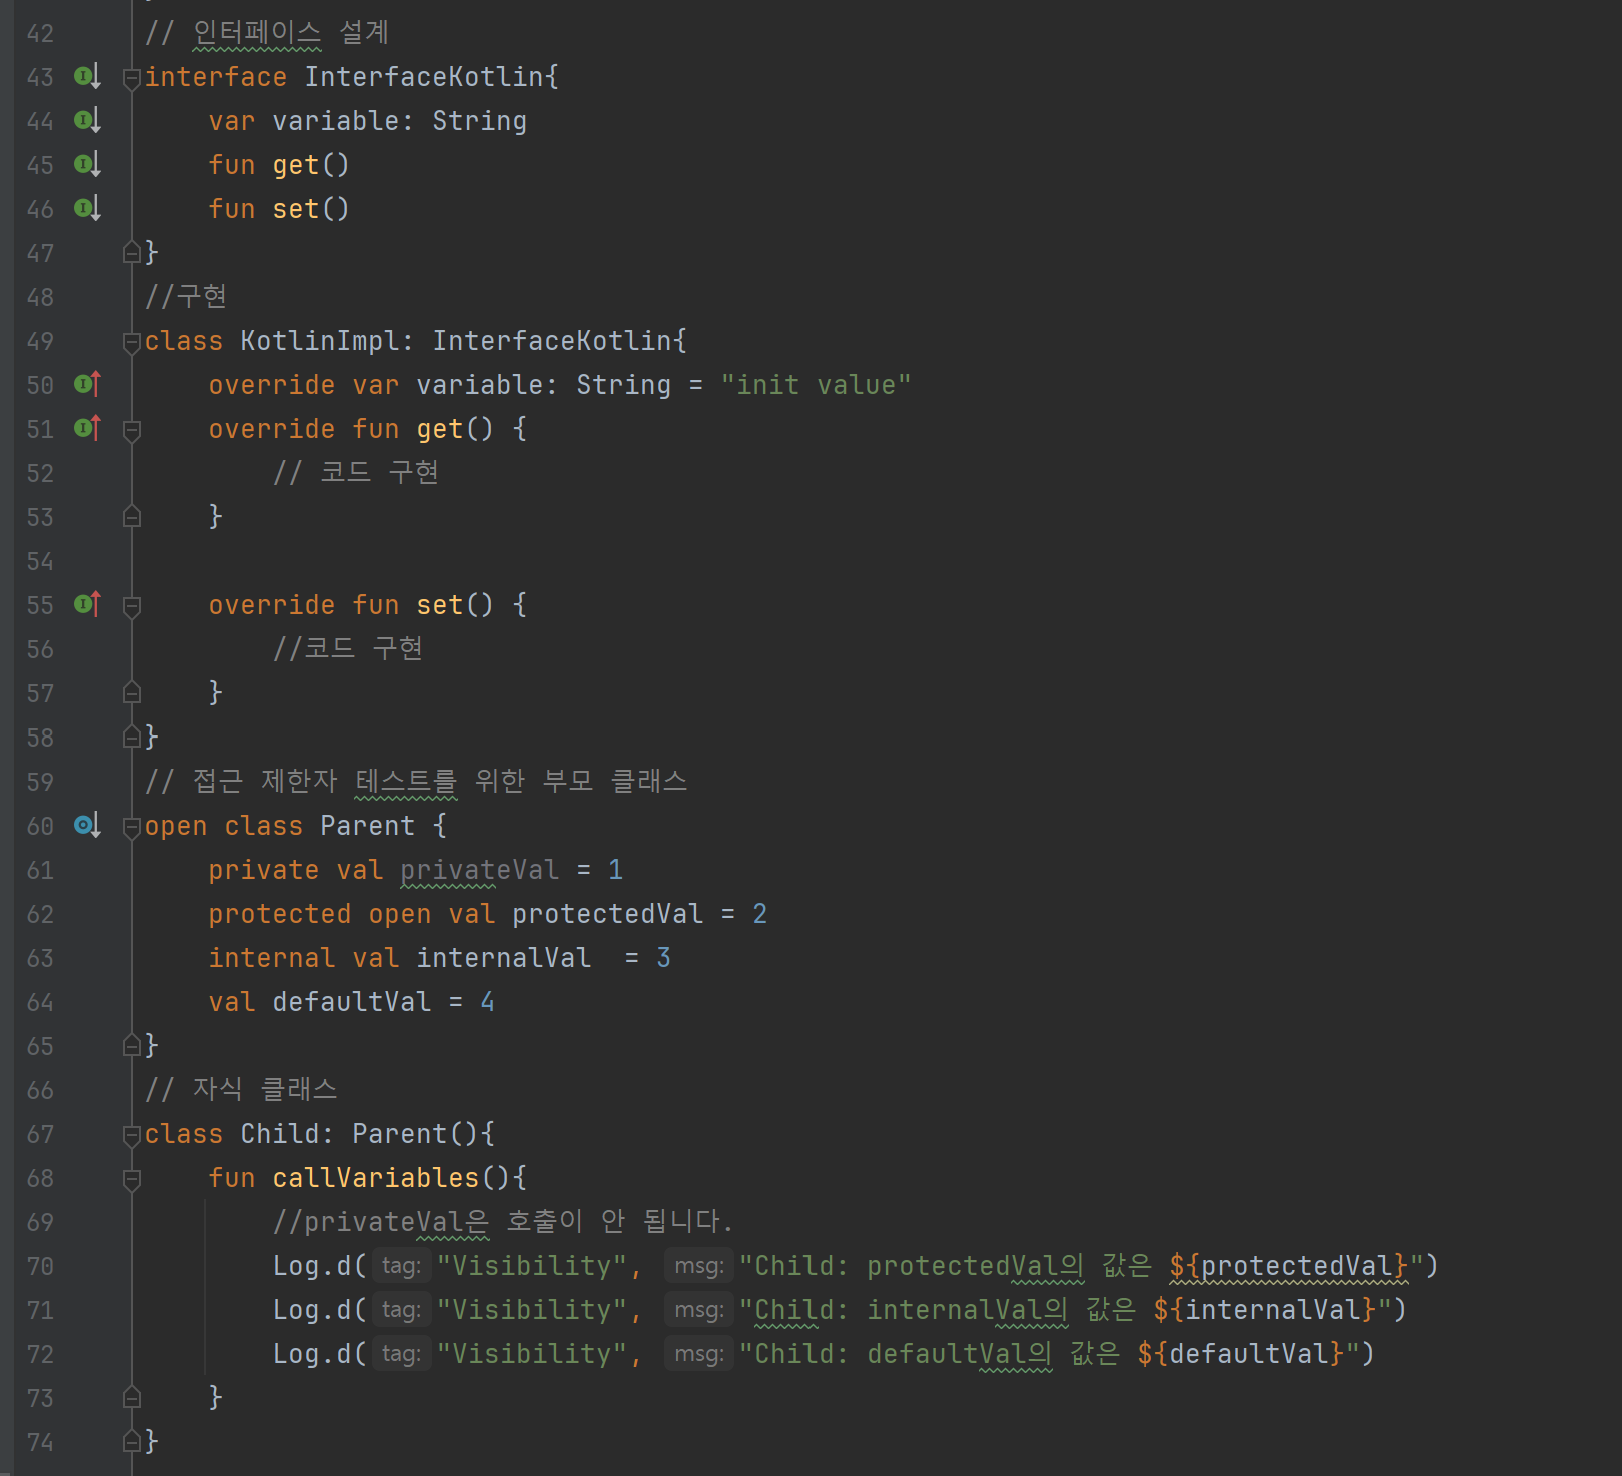 42 // 인터페이스 설계
43 interface InterfaceKotlin{
44     var variable: String
45     fun get()
46     fun set()
47 }
48 //구현
49 class KotlinImpl: InterfaceKotlin{
50     override var variable: String = "init value"
51     override fun get() {
52         // 코드 구현
53     }
54
55     override fun set() {
56         //코드 구현
57     }
58 }
59 // 접근 제한자 테스트를 위한 부모 클래스
60 open class Parent {
61     private val privateVal = 1
62     protected open val protectedVal = 2
63     internal val internalVal  = 3
64     val defaultVal = 4
65 }
66 // 자식 클래스
67 class Child: Parent(){
68     fun callVariables(){
69         //privateVal은 호출이 안 됩니다.
70         Log.d( tag: "Visibility", msg: "Child: protectedVal의 값은 ${protectedVal}")
71         Log.d( tag: "Visibility", msg: "Child: internalVal의 값은 ${internalVal}")
72         Log.d( tag: "Visibility", msg: "Child: defaultVal의 값은 ${defaultVal}")
73     }
74 }